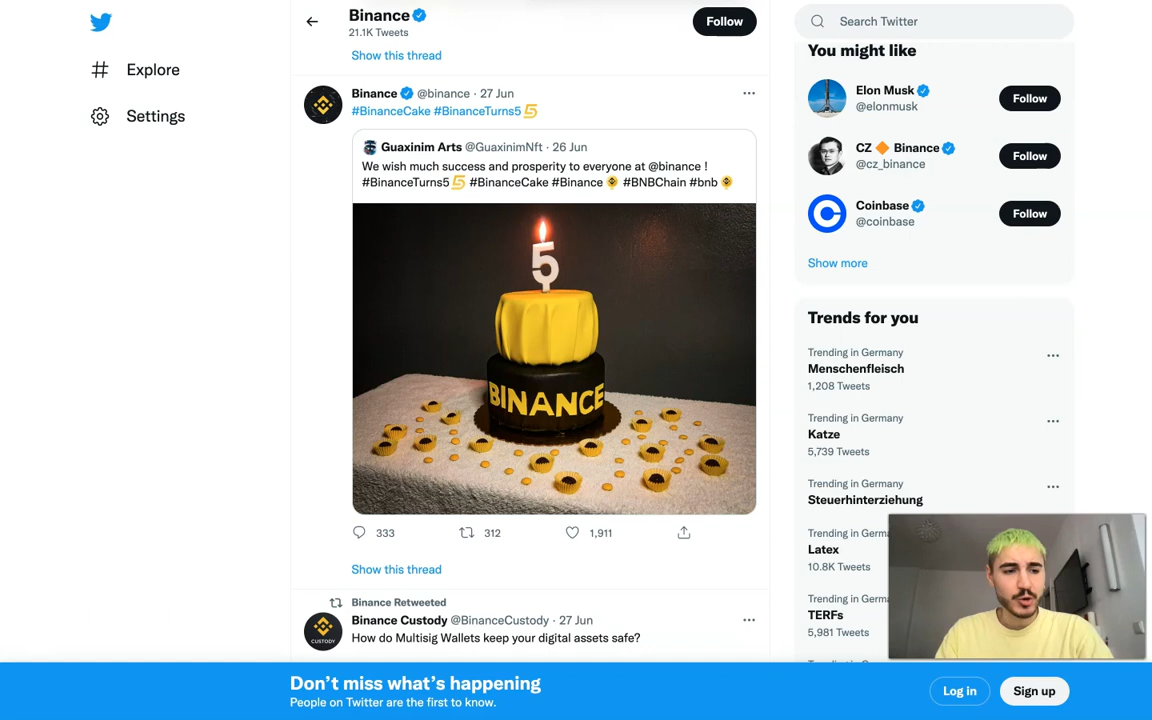 Binance
21.1K Tweets
Follow
Search Twitter
Explore
Settings
Show this thread
Binance @binance · 27 Jun
#BinanceCake #BinanceTurns5
Guaxinim Arts @GuaxinimNft · 26 Jun
We wish much success and prosperity to everyone at @binance !
#BinanceTurns5 #BinanceCake #Binance #BNBChain #bnb
5
BINANCE
333
312
1,911
Show this thread
Binance Retweeted
Binance Custody @BinanceCustody · 27 Jun
CUSTODY
How do Multisig Wallets keep your digital assets safe?
You might like
Elon Musk
@elonmusk
Follow
CZ Binance
@cz_binance
Follow
Coinbase
@coinbase
Follow
Show more
Trends for you
Trending in Germany
Menschenfleisch
1,208 Tweets
Trending in Germany
Katze
5,739 Tweets
Trending in Germany
Steuerhinterziehung
Trending in
Latex
10.8K Tweets
Trending in
TERFs
5,981 Tweets
Don't miss what's happening
People on Twitter are the first to know.
Log in
Sign up